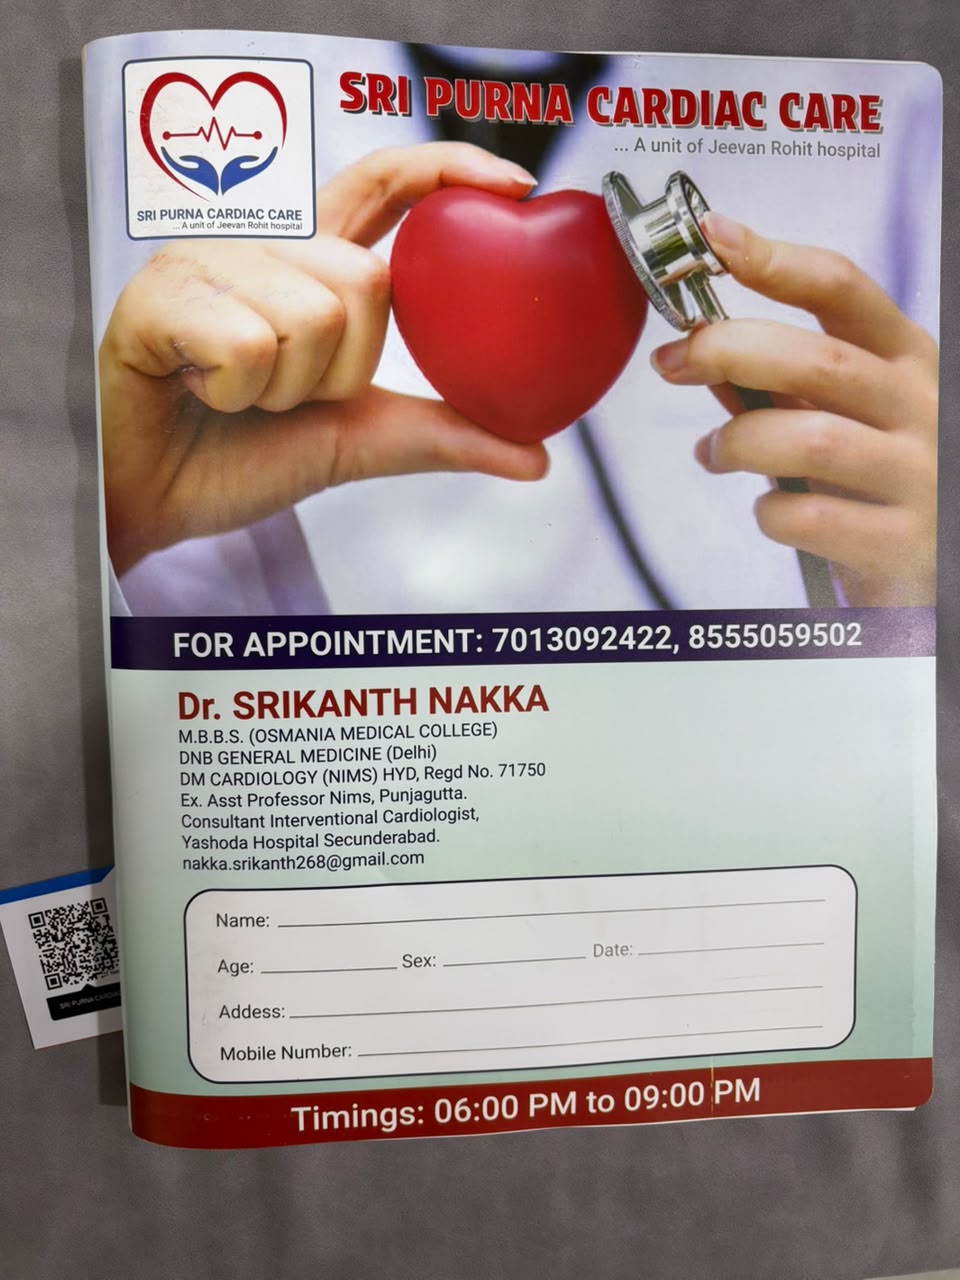 SRI PURNA CARDIAC CARE
... A unit of Jeevan Rohit hospital
SRI PURNA CARDIAC CARE
... A unit of Jeevan Rohit hospital
FOR APPOINTMENT: 7013092422, 8555059502
Dr. SRIKANTH NAKKA
M.B.B.S. (OSMANIA MEDICAL COLLEGE)
DNB GENERAL MEDICINE (Delhi)
DM CARDIOLOGY (NIMS) HYD, Regd No. 71750
Ex. Asst Professor Nims, Punjagutta.
Consultant Interventional Cardiologist,
Yashoda Hospital Secunderabad.
nakka.srikanth268@gmail.com
Name:
Age: Sex: Date:
Addess:
Mobile Number:
SRI PURNA
Timings: 06:00 PM to 09:00 PM